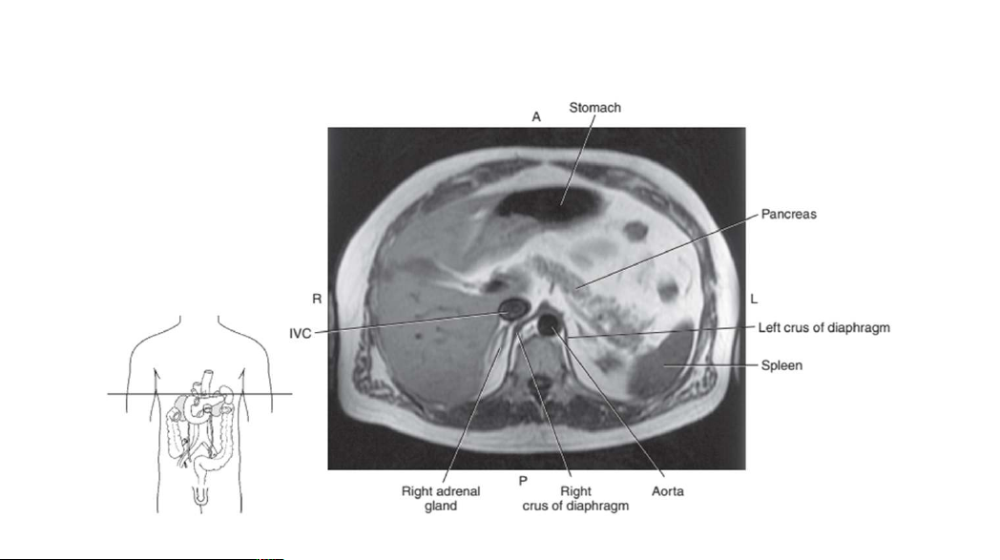 Stomach
A
Pancreas
R
L
IVC
Left crus of diaphragm
Spleen
P
Right adrenal
gland
Right
crus of diaphragm
Aorta